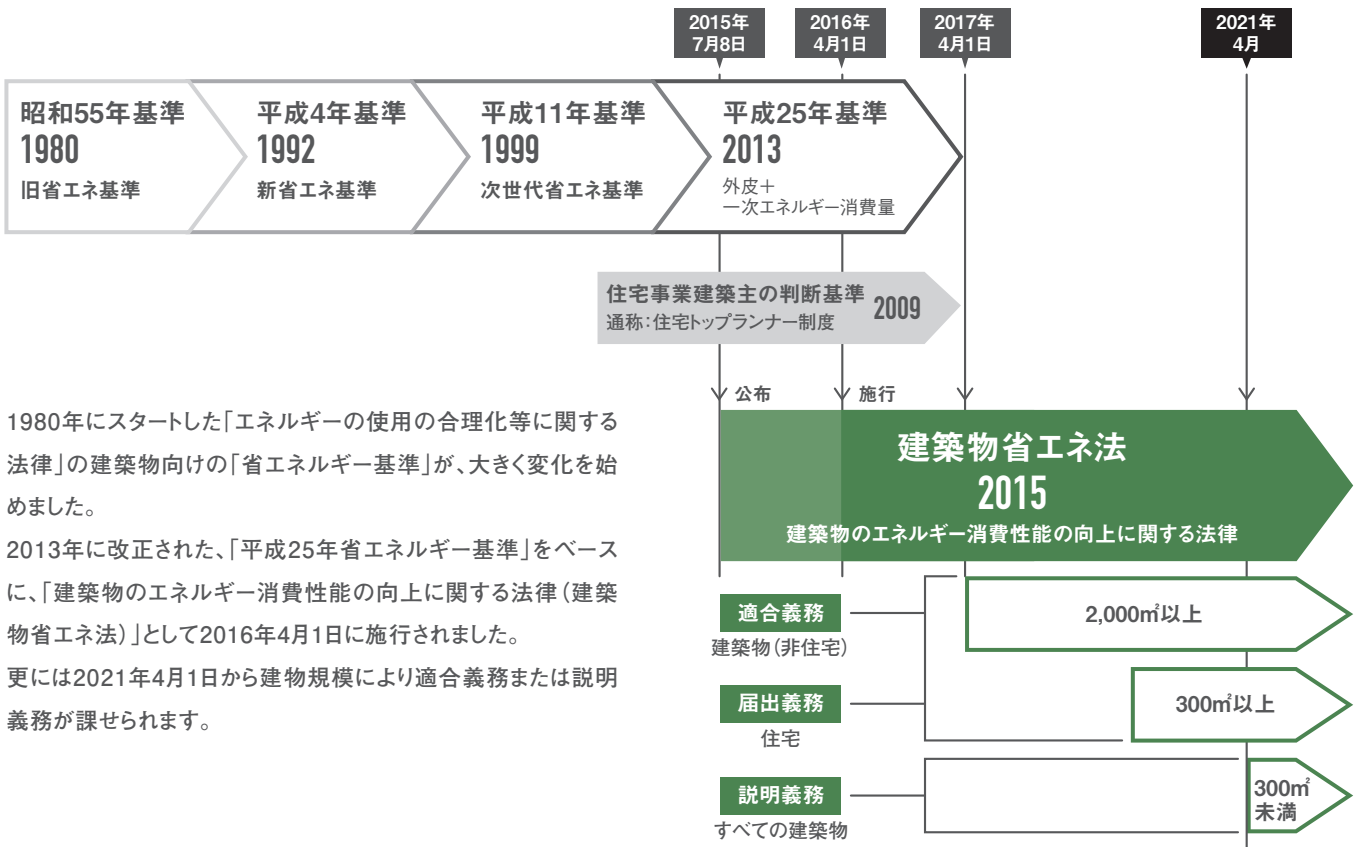 2015年
7月8日
2016年
4月1日
2017年
4月1日
2021年
4月
昭和55年基準
1980
旧省エネ基準
平成4年基準
1992
新省エネ基準
平成11年基準
1999
次世代省エネ基準
平成25年基準
2013
外皮＋
一次エネルギー消費量
住宅事業建築主の判断基準
通称：住宅トップランナー制度
2009
公布
施行
1980年にスタートした「エネルギーの使用の合理化等に関する
法律」の建築物向けの「省エネルギー基準」が、大きく変化を始
めました。
2013年に改正された、「平成25年省エネルギー基準」をベース
に、「建築物のエネルギー消費性能の向上に関する法律（建築
物省エネ法）」として2016年4月1日に施行されました。
更には2021年4月1日から建物規模により適合義務または説明
義務が課せられます。
建築物省エネ法
2015
建築物のエネルギー消費性能の向上に関する法律
適合義務
建築物（非住宅）
2,000㎡以上
届出義務
住宅
300㎡以上
説明義務
すべての建築物
300㎡
未満